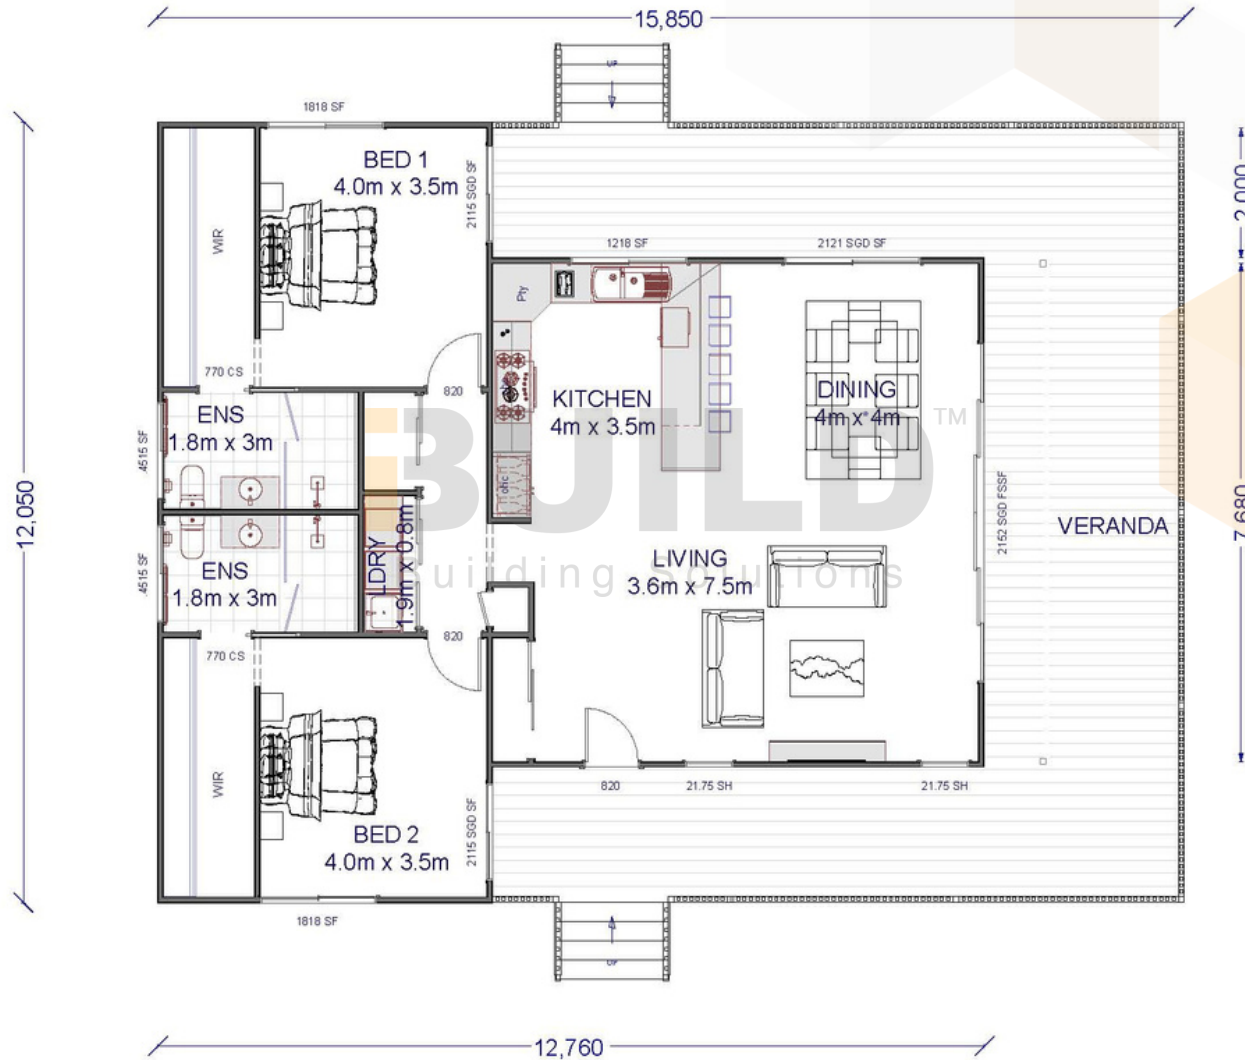 15,850
UP
1818 SF
BED 1
4.0m x 3.5m
2115 SGD SF
2,000
WIR
1218 SF
2121 SGD SF
Pty
770 CS
820
ENS
1.8m x 3m
4515 SF
KITCHEN
4m x 3.5m
DINING
4m x 4m
iBUILD™
Building Solutions
12,050
7,680
2152 SGD FSSF
VERANDA
LIVING
3.6m x 7.5m
LDRY
1.9m x 0.8m
ENS
1.8m x 3m
4515 SF
770 CS
820
WIR
BED 2
4.0m x 3.5m
2115 SGD SF
820
21.75 SH
21.75 SH
1818 SF
UP
12,760